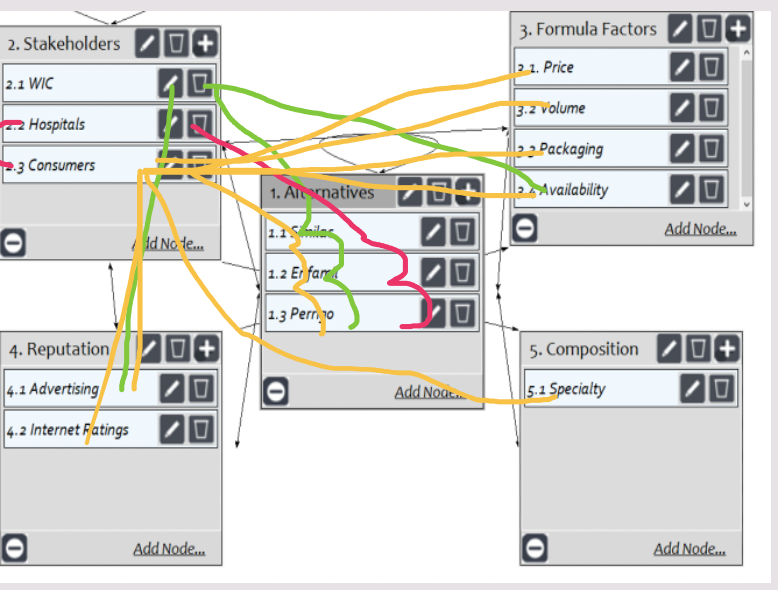 2. Stakeholders
2.1 WIC
2.2 Hospitals
2.3 Consumers
Add Node...
3. Formula Factors
3.1. Price
3.2 Volume
3.3 Packaging
3.4 Availability
Add Node...
1. Alternatives
1.1 Similac
1.2 Enfamil
1.3 Perrigo
Add Node...
4. Reputation
4.1 Advertising
4.2 Internet Ratings
Add Node...
5. Composition
5.1 Specialty
Add Node...